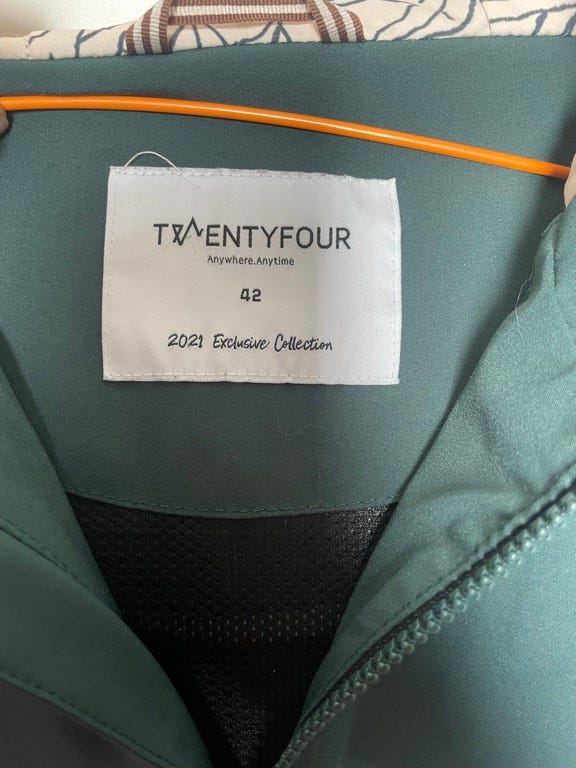 TWENTYFOUR
Anywhere.Anytime
42
2021 Exclusive Collection